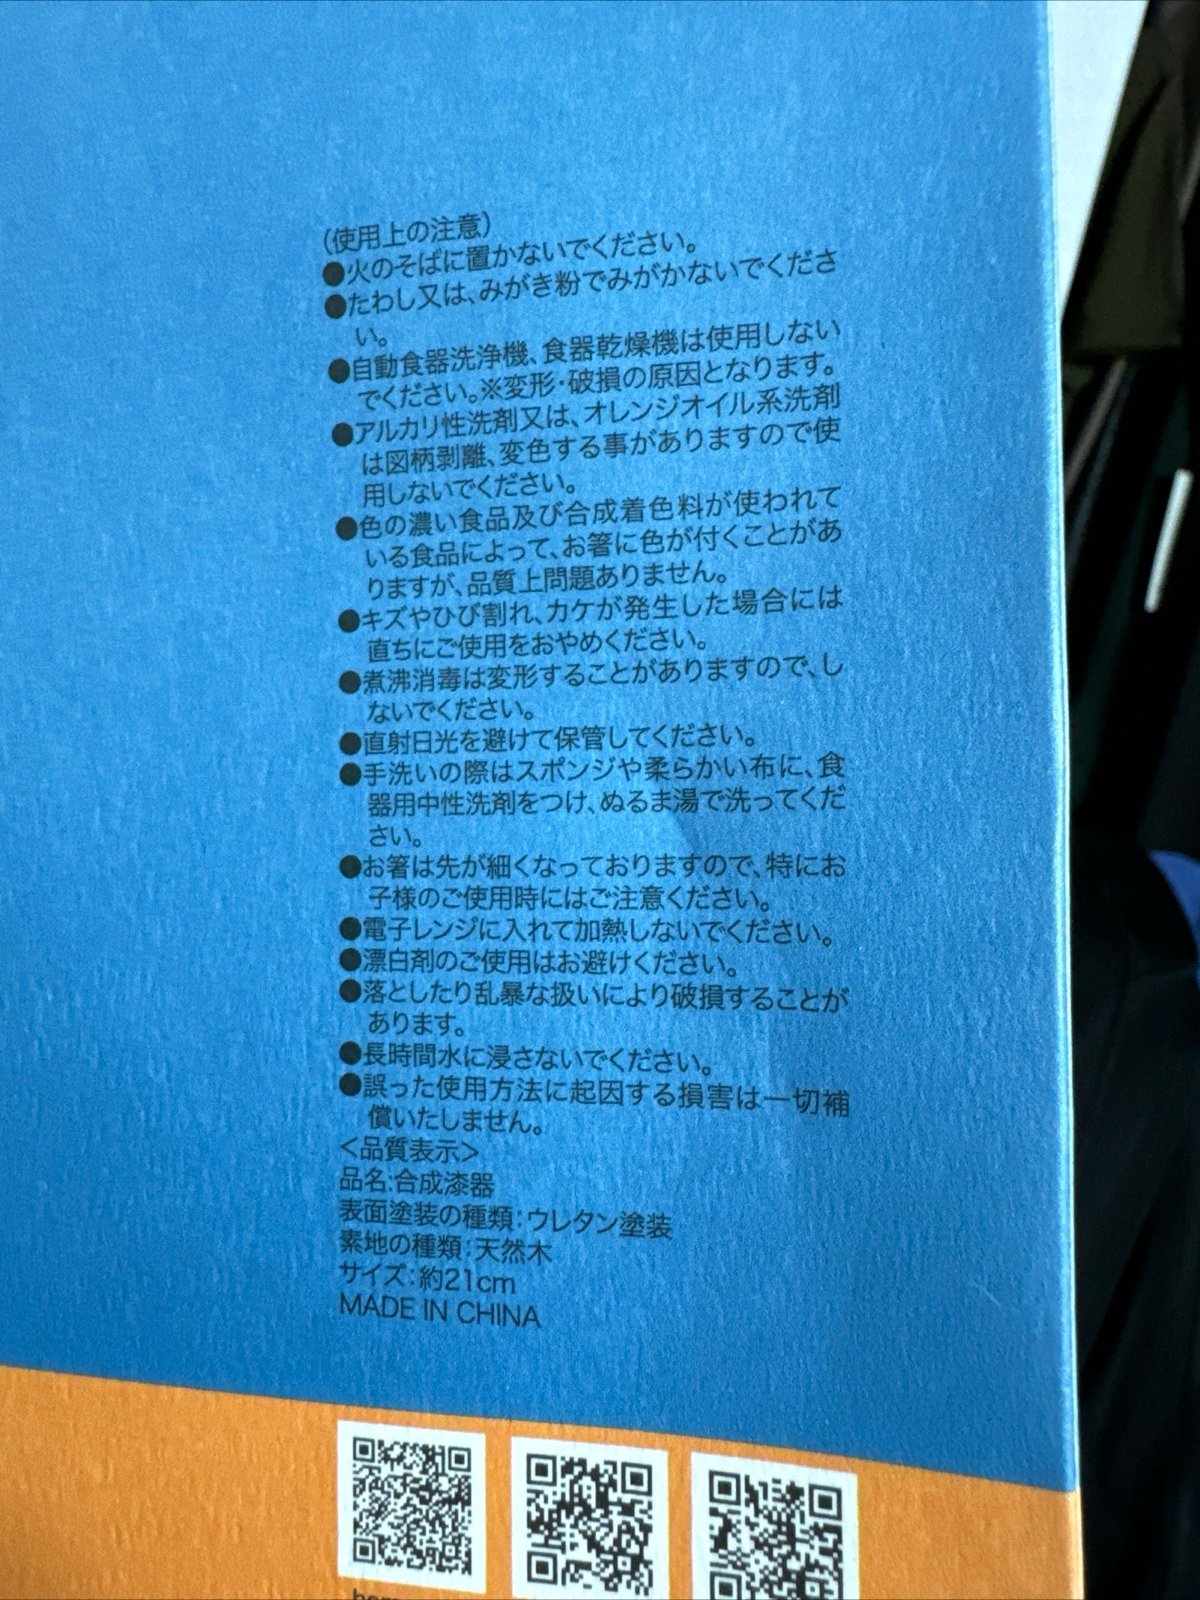 (使用上の注意)
●火のそばに置かないでください。
●たわし又は、みがき粉でみがかないでくださ
い。
●自動食器洗浄機、食器乾燥機は使用しない
でください。※変形・破損の原因となります。
●アルカリ性洗剤又は、オレンジオイル系洗剤
は図柄剥離、変色する事がありますので使
用しないでください。
●色の濃い食品及び合成着色料が使われて
いる食品によって、お箸に色が付くことがあ
りますが、品質上問題ありません。
●キズやひび割れ、カケが発生した場合には
直ちにご使用をおやめください。
●煮沸消毒は変形することがありますので、し
ないでください。
●直射日光を避けて保管してください。
●手洗いの際はスポンジや柔らかい布に、食
器用中性洗剤をつけ、ぬるま湯で洗ってくだ
さい。
●お箸は先が細くなっておりますので、特にお
子様のご使用時にはご注意ください。
●電子レンジに入れて加熱しないでください。
●漂白剤のご使用はお避けください。
●落としたり乱暴な扱いにより破損することが
あります。
●長時間水に浸さないでください。
●誤った使用方法に起因する損害は一切補
償いたしません。
<品質表示>
品名:合成漆器
表面塗装の種類:ウレタン塗装
素地の種類:天然木
サイズ:約21cm
MADE IN CHINA